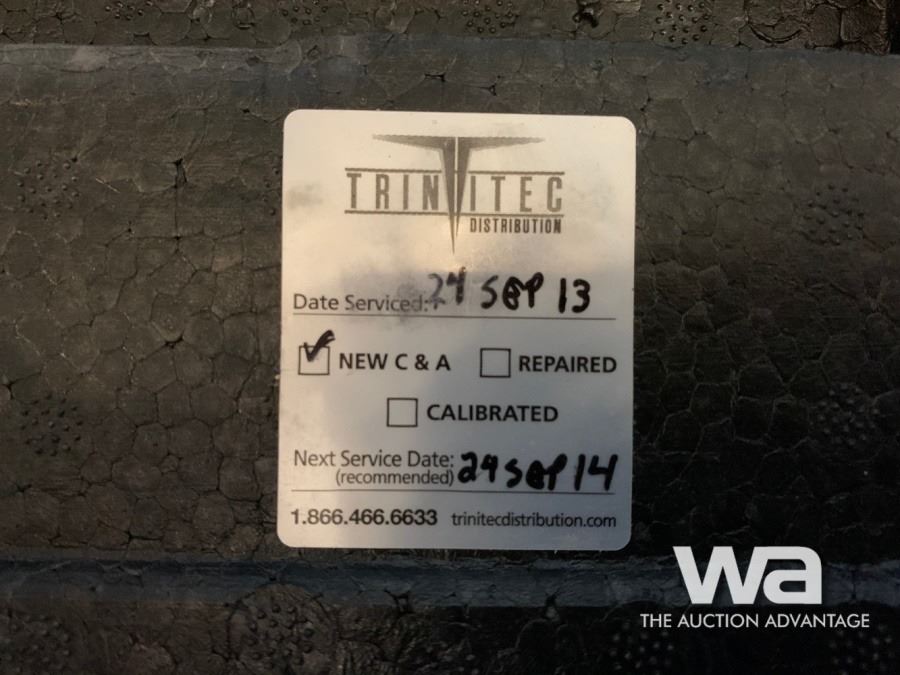 TRINITEC
DISTRIBUTION
Date Serviced: 24 SEP 13
NEW C & A REPAIRED
CALIBRATED
Next Service Date:
(recommended) 24 SEP 14
1.866.466.6633 trinitecdistribution.com
wa
THE AUCTION ADVANTAGE